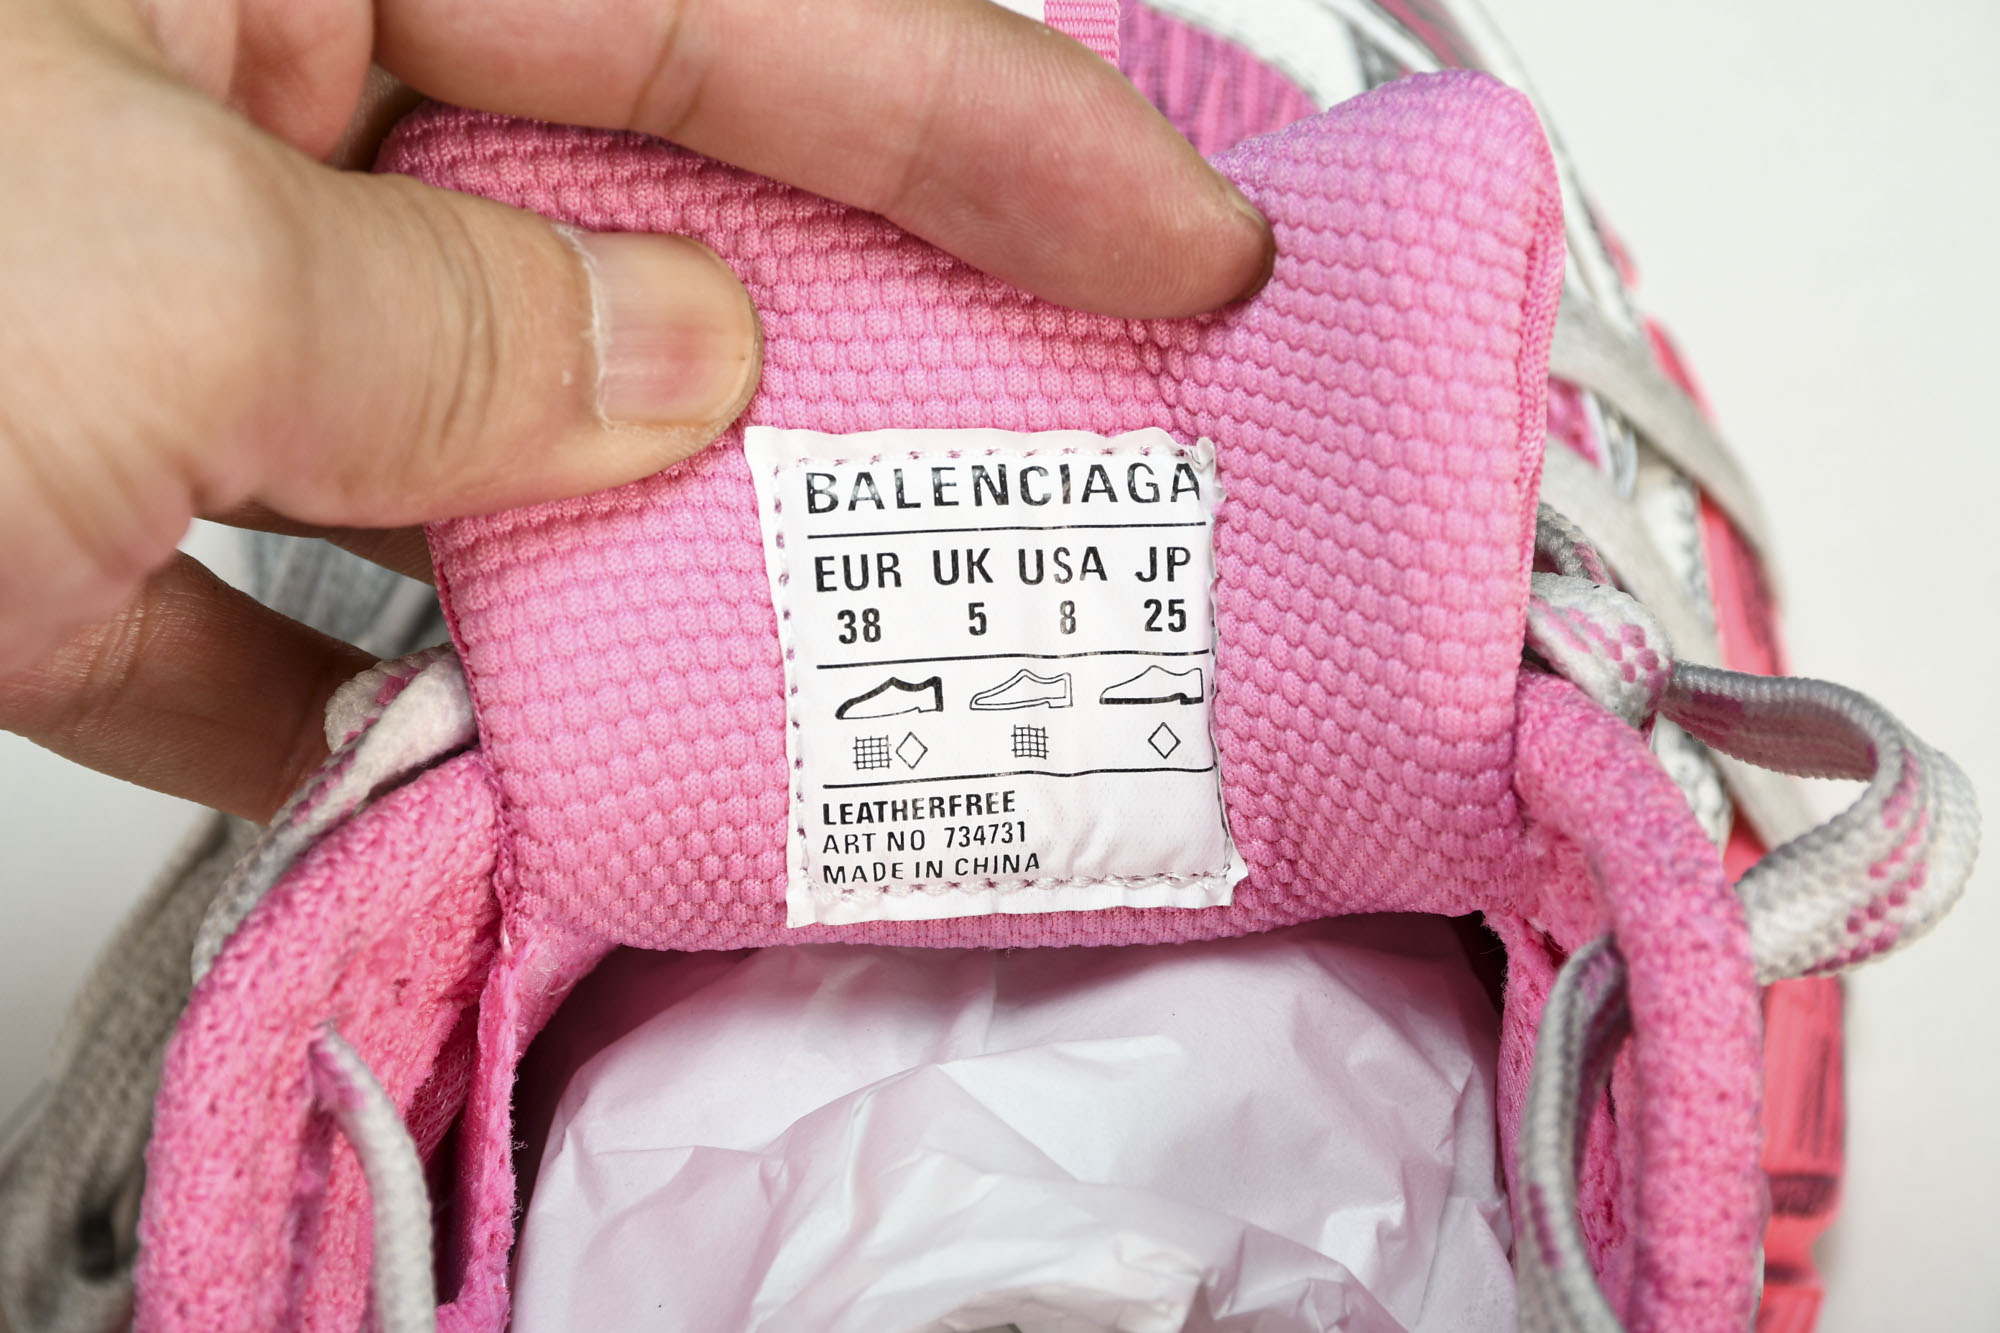 BALENCIAGA
EUR UK USA JP
38 5 8 25
LEATHERFREE
ART NO 734731
MADE IN CHINA